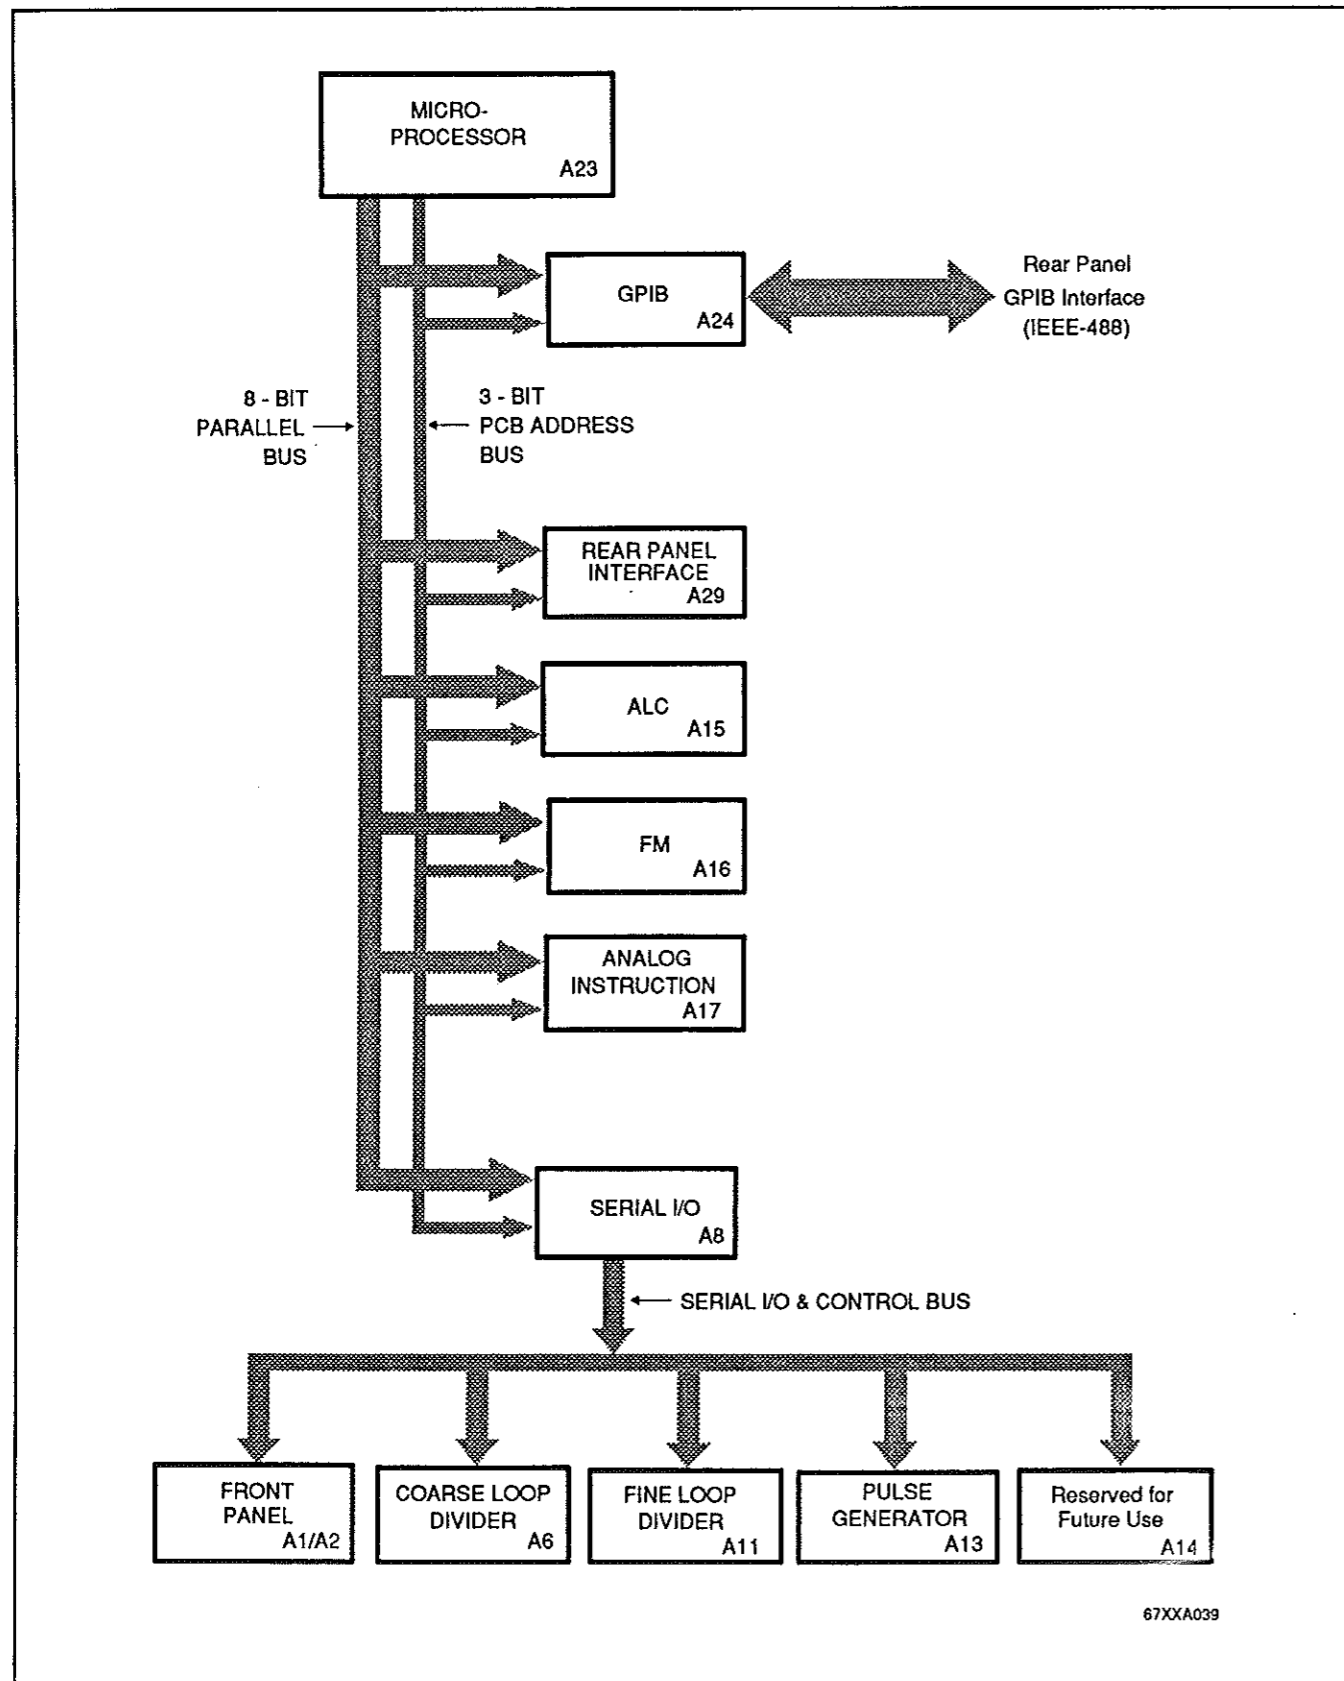 MICRO-
PROCESSOR
A23
GPIB
A24
Rear Panel
GPIB Interface
(IEEE-488)
8 - BIT
PARALLEL
BUS
3 - BIT
PCB ADDRESS
BUS
REAR PANEL
INTERFACE
A29
ALC
A15
FM
A16
ANALOG
INSTRUCTION
A17
SERIAL I/O
A8
SERIAL I/O & CONTROL BUS
FRONT
PANEL
A1/A2
COARSE LOOP
DIVIDER
A6
FINE LOOP
DIVIDER
A11
PULSE
GENERATOR
A13
Reserved for
Future Use
A14
67XXA039